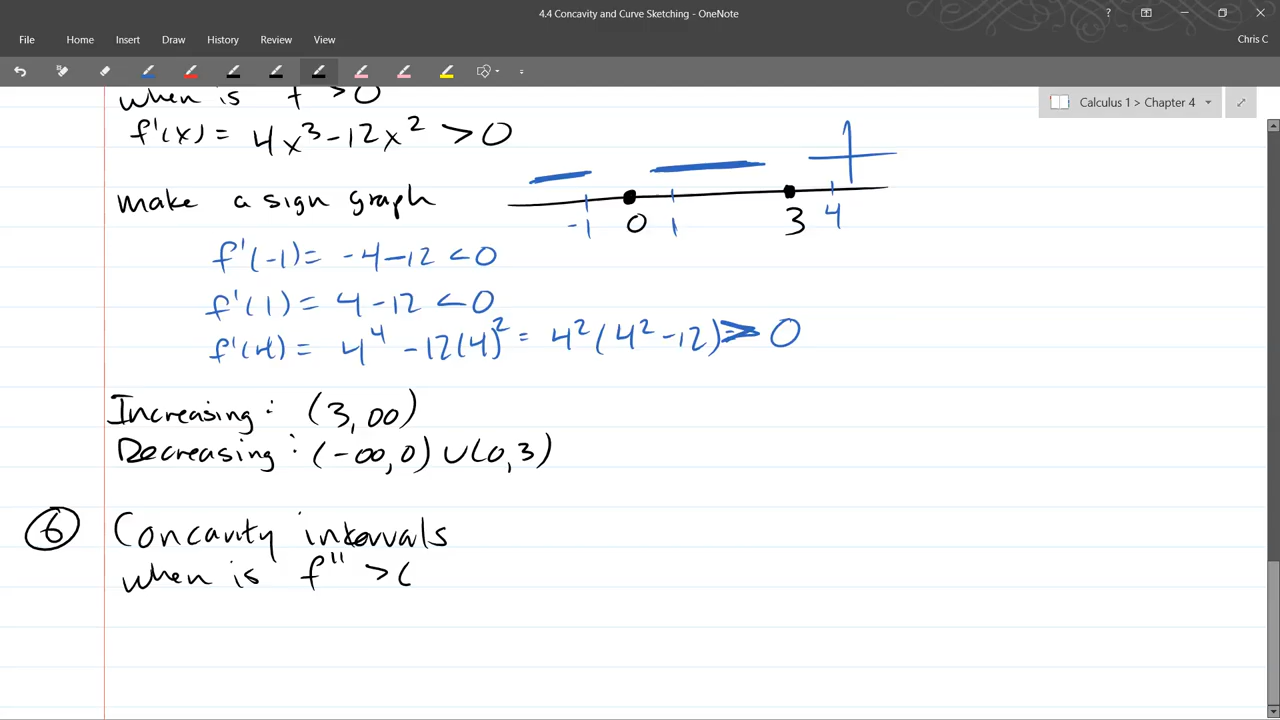 4.4 Concavity and Curve Sketching - OneNote
File Home Insert Draw History Review View Chris C
Calculus 1 > Chapter 4
when is f >0
f'(x) = 4x³-12x² >0
make a sign graph
-1 0 1 3 4
f'(-1) = -4-12 <0
f'(1) = 4-12 <0
f'(4) = 4⁴ -12(4)² = 4²(4²-12) > 0
Increasing: (3,∞)
Decreasing: (-∞,0) ∪(0,3)
6 Concavity intervals
when is f" > (